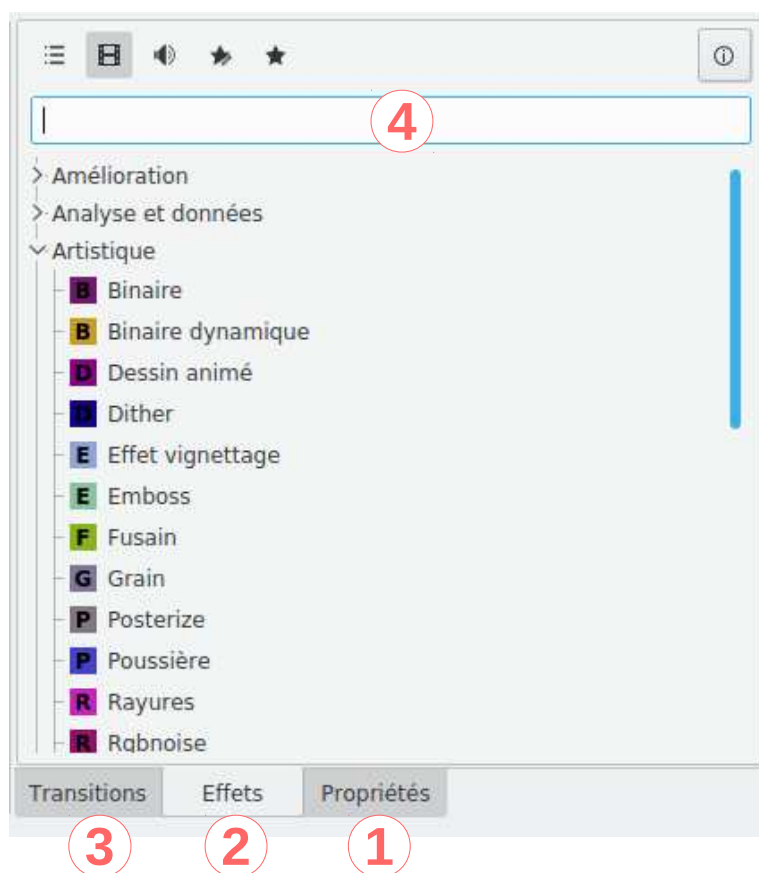 4
Amélioration
Analyse et données
Artistique
B Binaire
B Binaire dynamique
D Dessin animé
D Dither
E Effet vignettage
E Emboss
F Fusain
G Grain
P Posterize
P Poussière
R Rayures
R Rgbnoise
Transitions Effets Propriétés
3 2 1